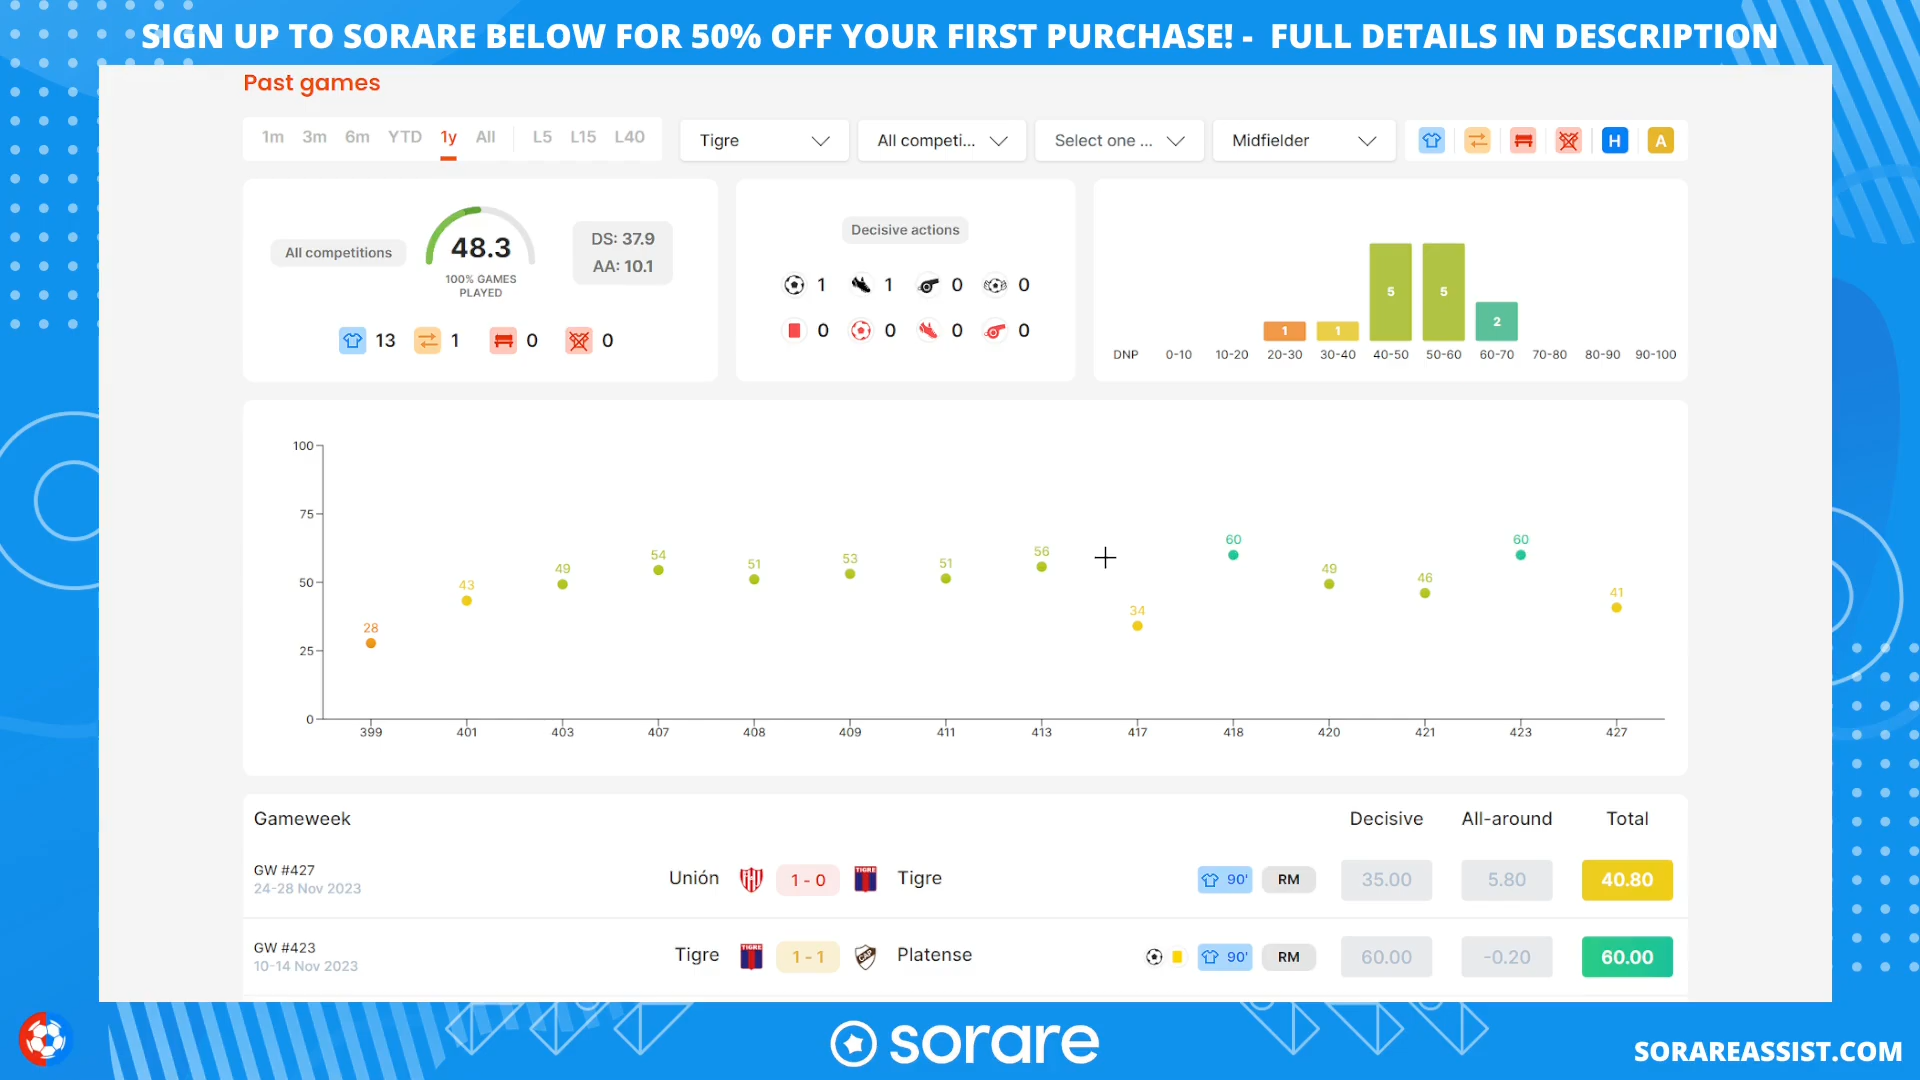 SIGN UP TO SORARE BELOW FOR 50% OFF YOUR FIRST PURCHASE! - FULL DETAILS IN DESCRIPTION
Past games
1m 3m 6m YTD 1y All L5 L15 L40
Tigre
All competi...
Select one ...
Midfielder
H
A
All competitions
48.3
100% GAMES
PLAYED
DS: 37.9
AA: 10.1
13 1 0 0
Decisive actions
1 1 0 0
0 0 0 0
5 5 2 1 1
DNP 0-10 10-20 20-30 30-40 40-50 50-60 60-70 70-80 80-90 90-100
100
75
50
25
0
28 43 49 54 51 53 51 56 34 60 49 46 60 41
399 401 403 407 408 409 411 413 417 418 420 421 423 427
Gameweek Decisive All-around Total
GW #427
24-28 Nov 2023
Unión 1 - 0 TIGRE Tigre 90' RM 35.00 5.80 40.80
GW #423
10-14 Nov 2023
Tigre TIGRE 1 - 1 CAP Platense 90' RM 60.00 -0.20 60.00
sorare
SORAREASSIST.COM